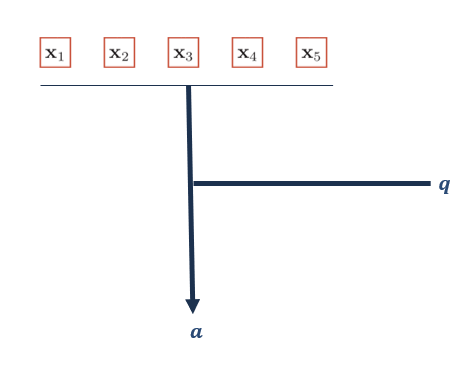 x₁ x₂ x₃ x₄ x₅
q
a